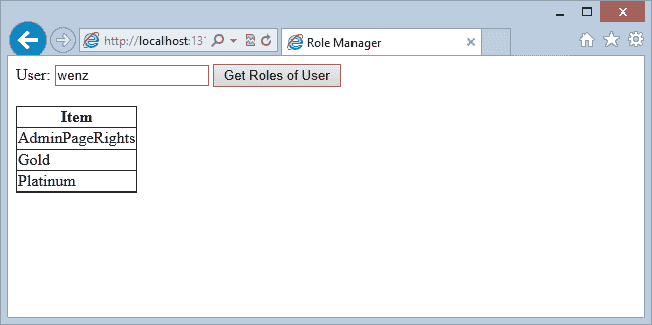 http://localhost:13
Role Manager
User: wenz Get Roles of User
Item
AdminPageRights
Gold
Platinum